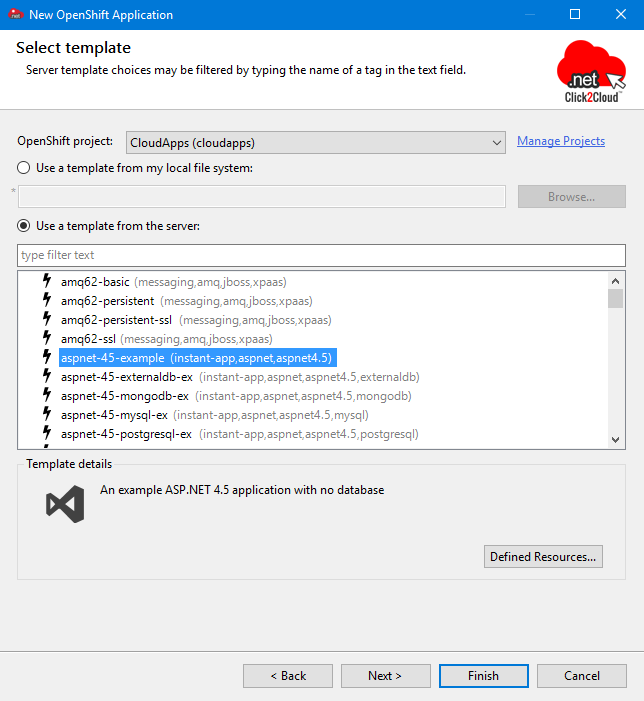 .net
New OpenShift Application
Select template
Server template choices may be filtered by typing the name of a tag in the text field.
.net
Click2Cloud™
OpenShift project:
CloudApps (cloudapps)
Manage Projects
Use a template from my local file system:
*
Browse...
Use a template from the server:
type filter text
amq62-basic (messaging,amq,jboss,xpaas)
amq62-persistent (messaging,amq,jboss,xpaas)
amq62-persistent-ssl (messaging,amq,jboss,xpaas)
amq62-ssl (messaging,amq,jboss,xpaas)
aspnet-45-example (instant-app,aspnet,aspnet4.5)
aspnet-45-externaldb-ex (instant-app,aspnet,aspnet4.5,externaldb)
aspnet-45-mongodb-ex (instant-app,aspnet,aspnet4.5,mongodb)
aspnet-45-mysql-ex (instant-app,aspnet,aspnet4.5,mysql)
aspnet-45-postgresql-ex (instant-app,aspnet,aspnet4.5,postgresql)
Template details
An example ASP.NET 4.5 application with no database
Defined Resources...
< Back
Next >
Finish
Cancel